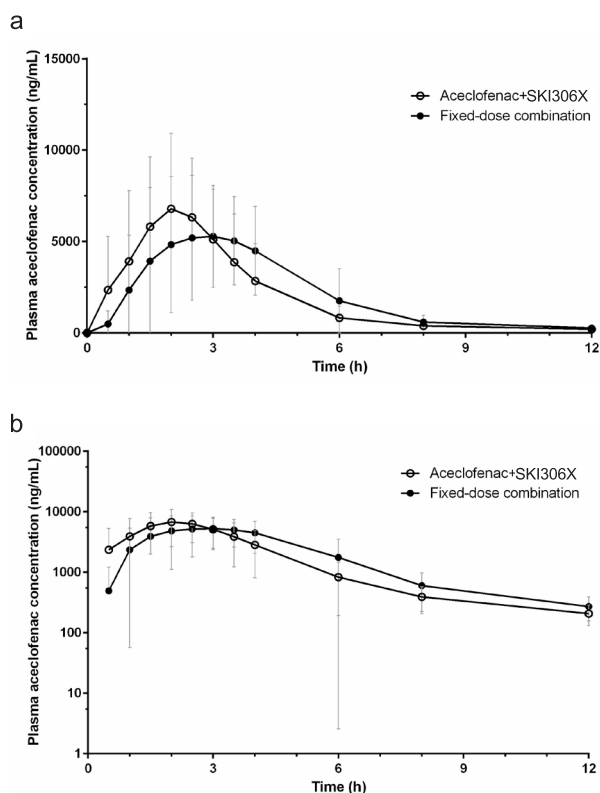 a
15000
10000
5000
0
Plasma aceclofenac concentration (ng/mL)
Aceclofenac+SKI306X
Fixed-dose combination
0 3 6 9 12
Time (h)
b
100000
10000
1000
100
10
1
Plasma aceclofenac concentration (ng/mL)
Aceclofenac+SKI306X
Fixed-dose combination
0 3 6 9 12
Time (h)